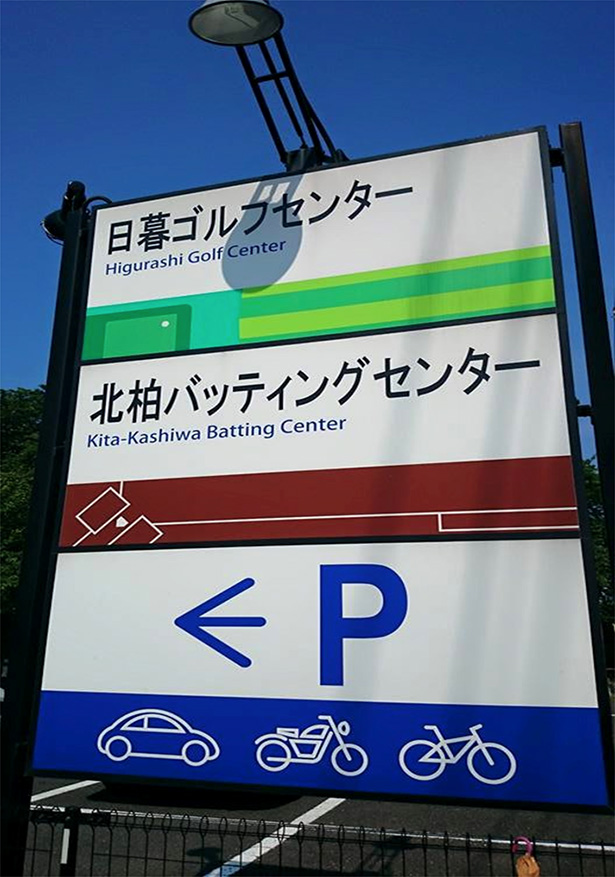 日暮ゴルフセンター
Higurashi Golf Center
北柏バッティングセンター
Kita-Kashiwa Batting Center
P